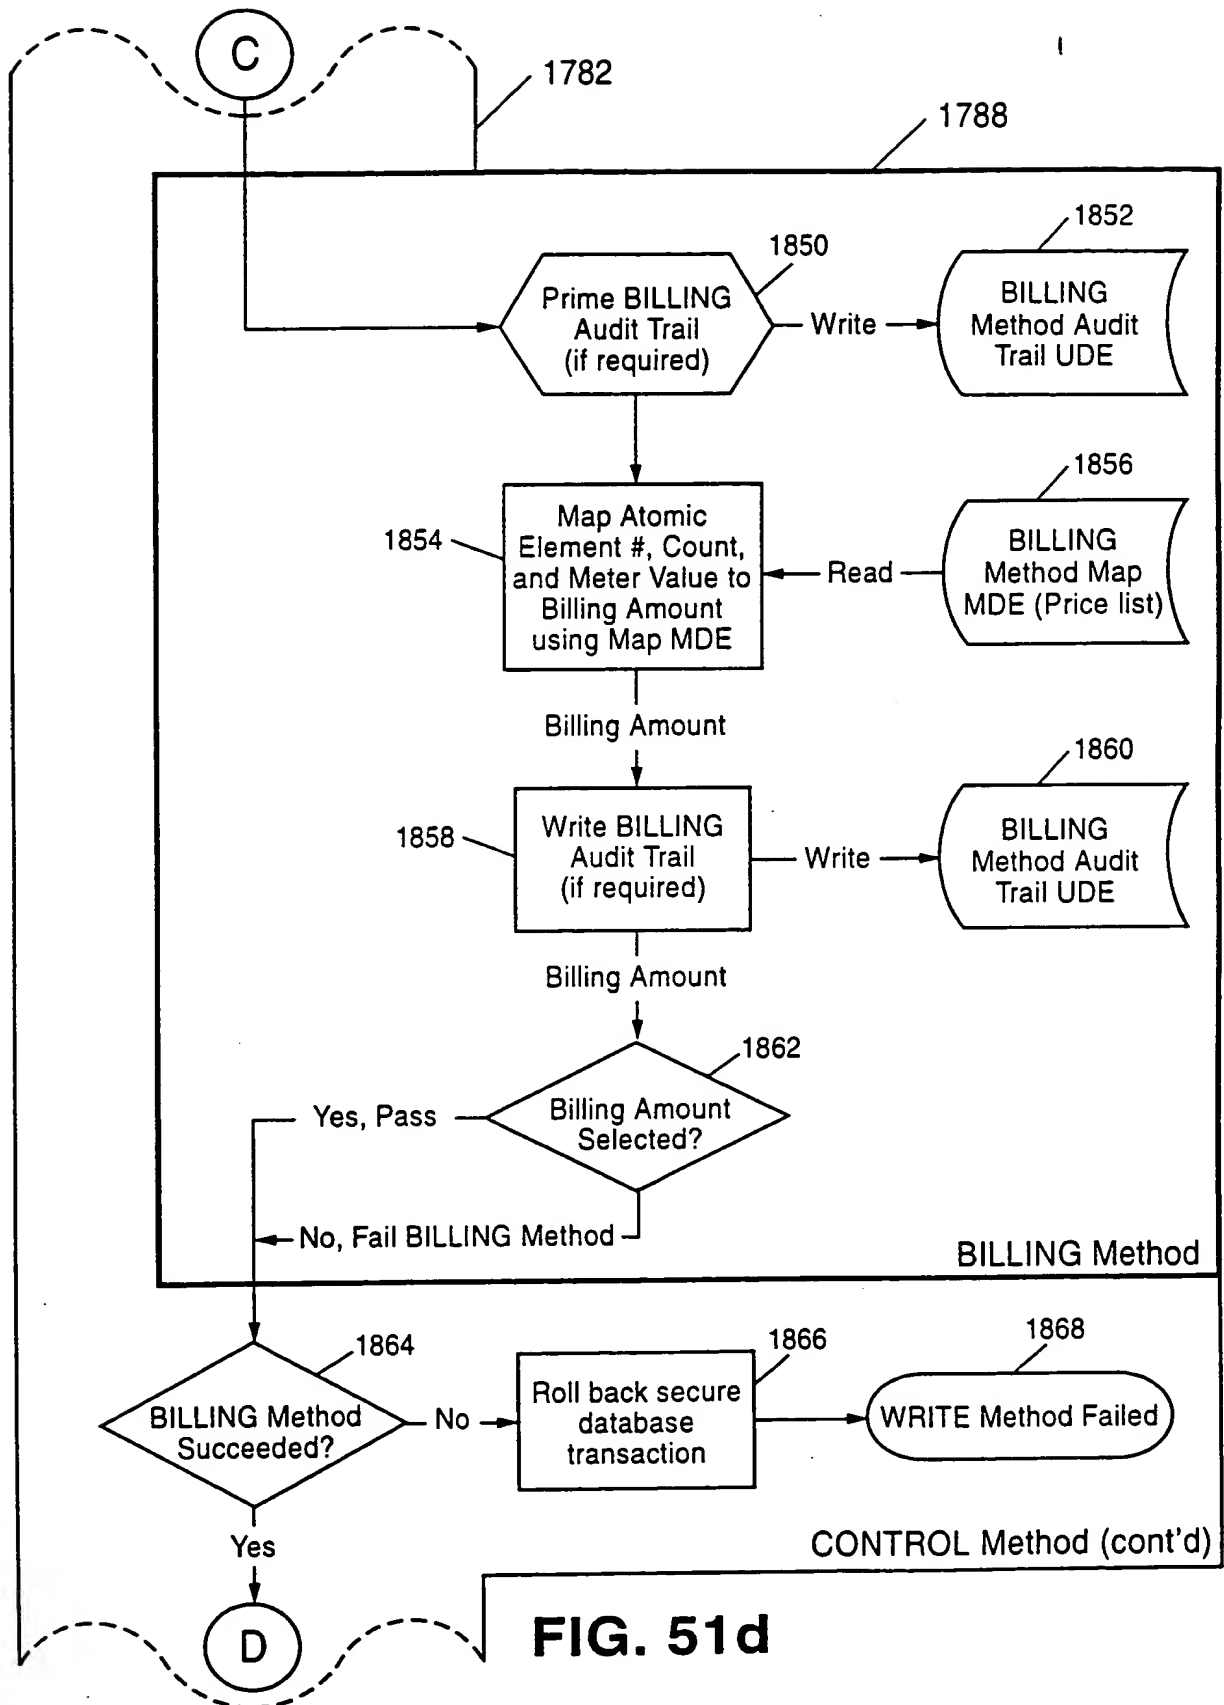 C
1782
1788
1852
1850
Prime BILLING
Audit Trail
(if required)
Write
BILLING
Method Audit
Trail UDE
1856
1854
Map Atomic
Element #, Count,
and Meter Value to
Billing Amount
using Map MDE
Read
BILLING
Method Map
MDE (Price list)
Billing Amount
1860
1858
Write BILLING
Audit Trail
(if required)
Write
BILLING
Method Audit
Trail UDE
Billing Amount
1862
Billing Amount
Selected?
Yes, Pass
No, Fail BILLING Method
BILLING Method
1864
BILLING Method
Succeeded?
No
1866
Roll back secure
database
transaction
1868
WRITE Method Failed
Yes
CONTROL Method (cont'd)
D
FIG. 51d